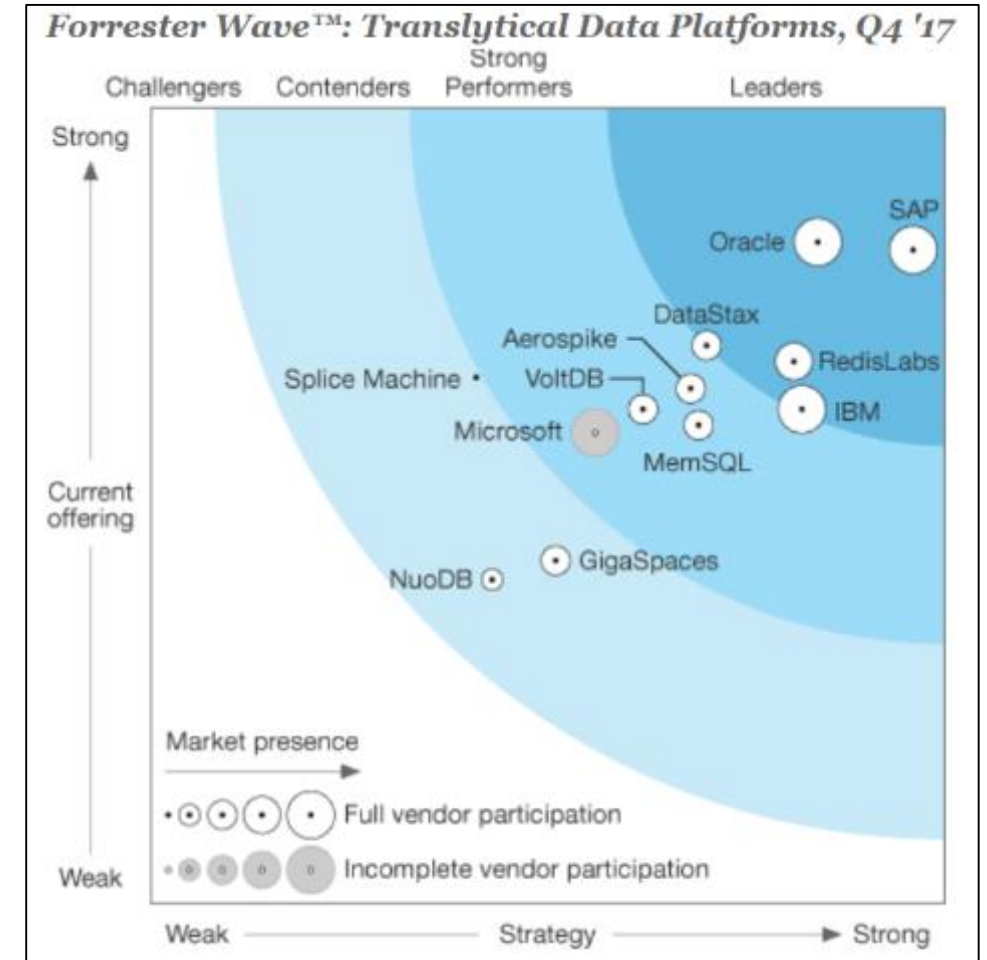 Forrester Wave™: Translytical Data Platforms, Q4 '17
Challengers
Contenders
Strong
Performers
Leaders
Strong
SAP
Oracle
DataStax
Aerospike
RedisLabs
Splice Machine
VoltDB
IBM
Microsoft
MemSQL
Current
offering
GigaSpaces
NuoDB
Market presence
Full vendor participation
Incomplete vendor participation
Weak
Weak
Strategy
Strong